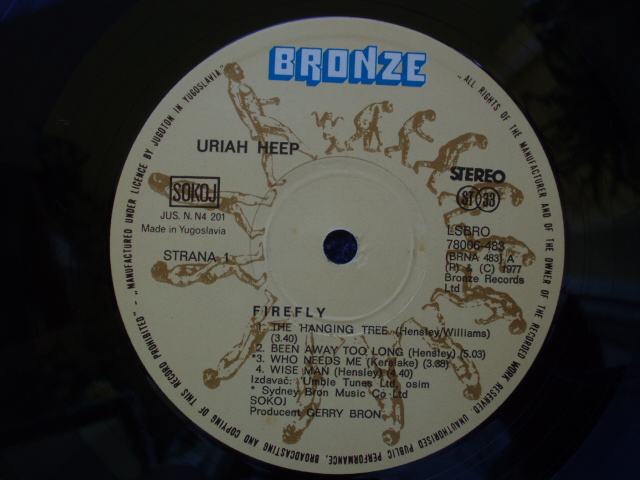 BRONZE
"MANUFACTURED UNDER LICENCE BY JUGOTON IN YUGOSLAVIA" "ALL RIGHTS OF THE MANUFACTURER AND OF THE OWNER OF THE RECORDED WORK RESERVED. UNAUTHORISED PUBLIC PERFORMANCE, BROADCASTING AND COPYING OF THIS RECORD PROHIBITED" -
URIAH HEEP
STEREO
SOKOJ
ST 33
JUS. N. N4 201
Made in Yugoslavia
LSBRO
78006-483
(BRNA 483) A
(P) & (C) 1977
Bronze Records
Ltd
STRANA 1
FIREFLY
1. THE HANGING TREE (Hensley/Williams)
(3.40)
2. BEEN AWAY TOO LONG (Hensley) (5.03)
*3. WHO NEEDS ME (Kerslake) (3.38)
4. WISE MAN (Hensley) (4.40)
Izdavač: Umble Tunes Ltd, osim
* Sydney Bron Music Co Ltd
SOKOJ
Producent GERRY BRON